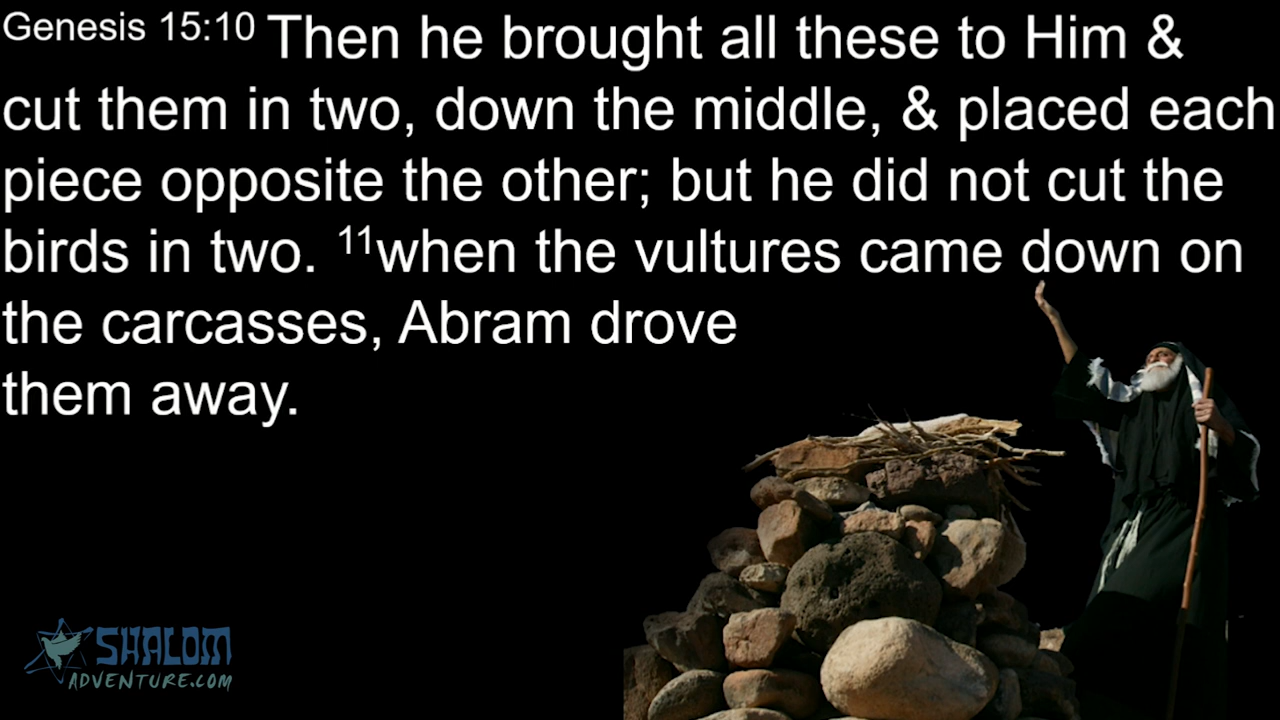 Genesis 15:10 Then he brought all these to Him &
cut them in two, down the middle, & placed each
piece opposite the other; but he did not cut the
birds in two. 11when the vultures came down on
the carcasses, Abram drove
them away.
SHALOM
ADVENTURE.COM